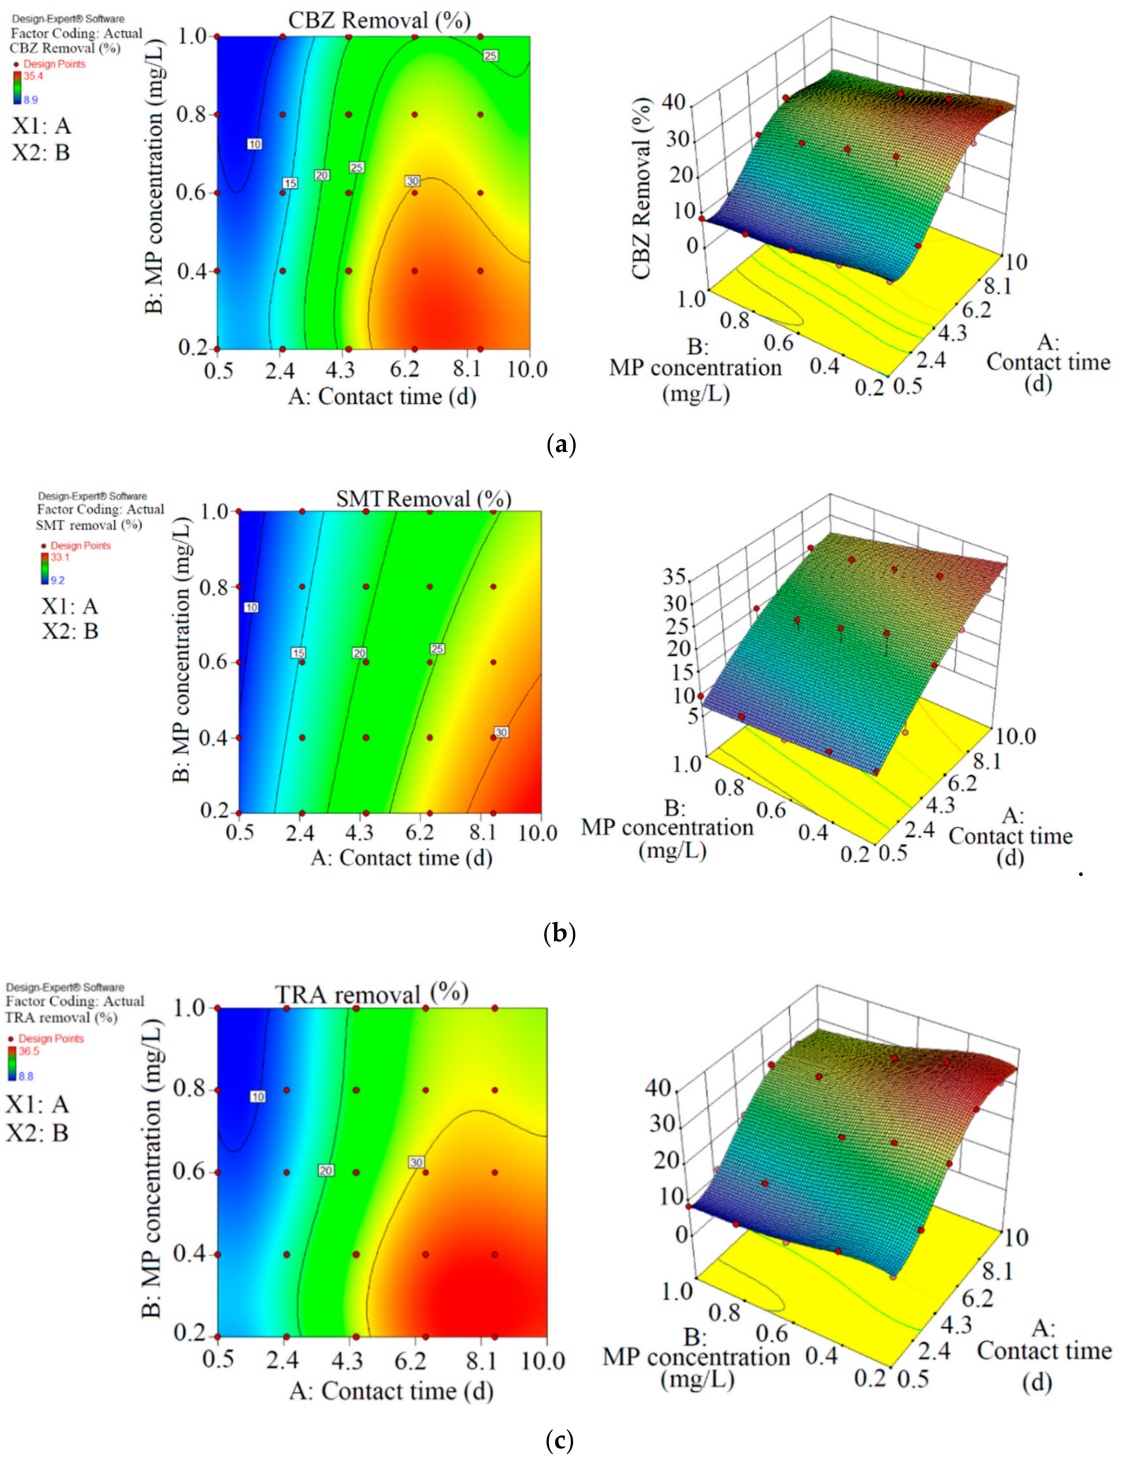 Design-Expert® Software
Factor Coding: Actual
CBZ Removal (%)
Design Points
35.4
8.9
X1: A
X2: B
CBZ Removal (%)
B: MP concentration (mg/L)
1.0
0.8
0.6
0.4
0.2
10
15
20
25
30
25
0.5 2.4 4.3 6.2 8.1 10.0
A: Contact time (d)
CBZ Removal (%)
40
30
20
10
0
1.0
0.8
0.6
0.4
0.2
B:
MP concentration
(mg/L)
10
8.1
6.2
4.3
2.4
0.5
A:
Contact time
(d)
(a)
Design-Expert® Software
Factor Coding: Actual
SMT removal (%)
Design Points
33.1
9.2
X1: A
X2: B
SMT Removal (%)
B: MP concentration (mg/L)
1.0
0.8
0.6
0.4
0.2
10
15
20
25
30
0.5 2.4 4.3 6.2 8.1 10.0
A: Contact time (d)
35
30
25
20
15
10
5
1.0
0.8
0.6
0.4
0.2
B:
MP concentration
(mg/L)
10.0
8.1
6.2
4.3
2.4
0.5
A:
Contact time
(d)
.
(b)
Design-Expert® Software
Factor Coding: Actual
TRA removal (%)
Design Points
36.5
8.8
X1: A
X2: B
TRA removal (%)
B: MP concentration (mg/L)
1.0
0.8
0.6
0.4
0.2
10
20
30
0.5 2.4 4.3 6.2 8.1 10.0
A: Contact time (d)
40
30
20
10
0
1.0
0.8
0.6
0.4
0.2
B:
MP concentration
(mg/L)
10
8.1
6.2
4.3
2.4
0.5
A:
Contact time
(d)
(c)